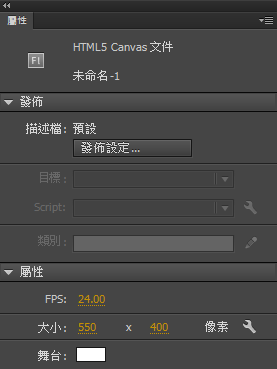 屬性
Fl
HTML5 Canvas 文件
未命名-1
發佈
描述檔: 預設
發佈設定...
目標:
Script:
類別:
屬性
FPS: 24.00
大小: 550 x 400 像素
舞台: